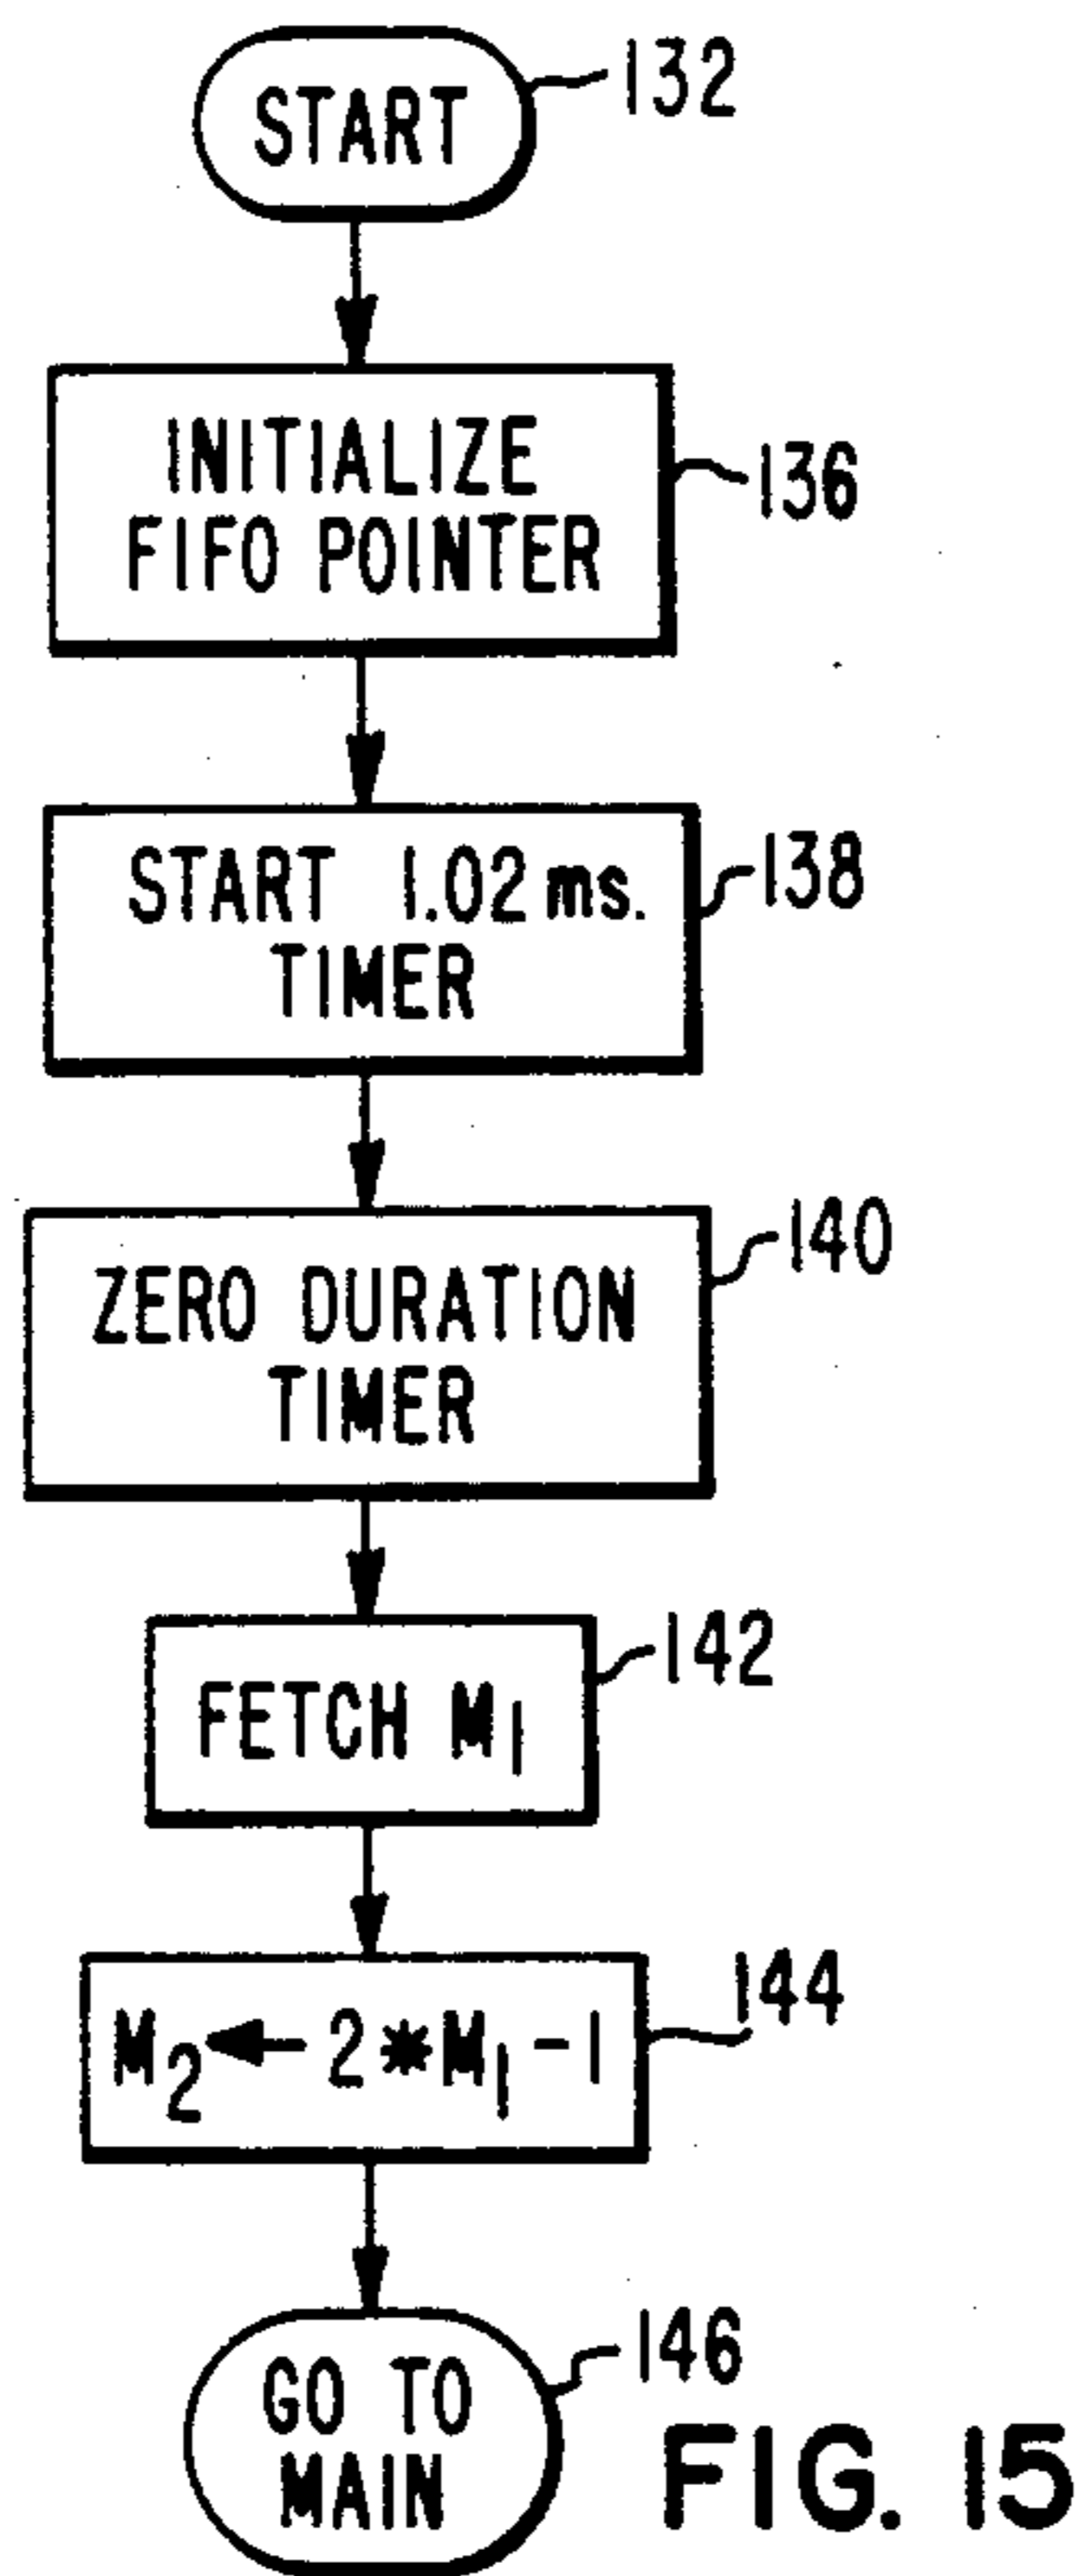 START
132
INITIALIZE
FIFO POINTER
136
START 1.02 ms.
TIMER
138
ZERO DURATION
TIMER
140
FETCH M₁
142
M₂ ← 2*M₁-1
144
GO TO
MAIN
146
FIG. 15